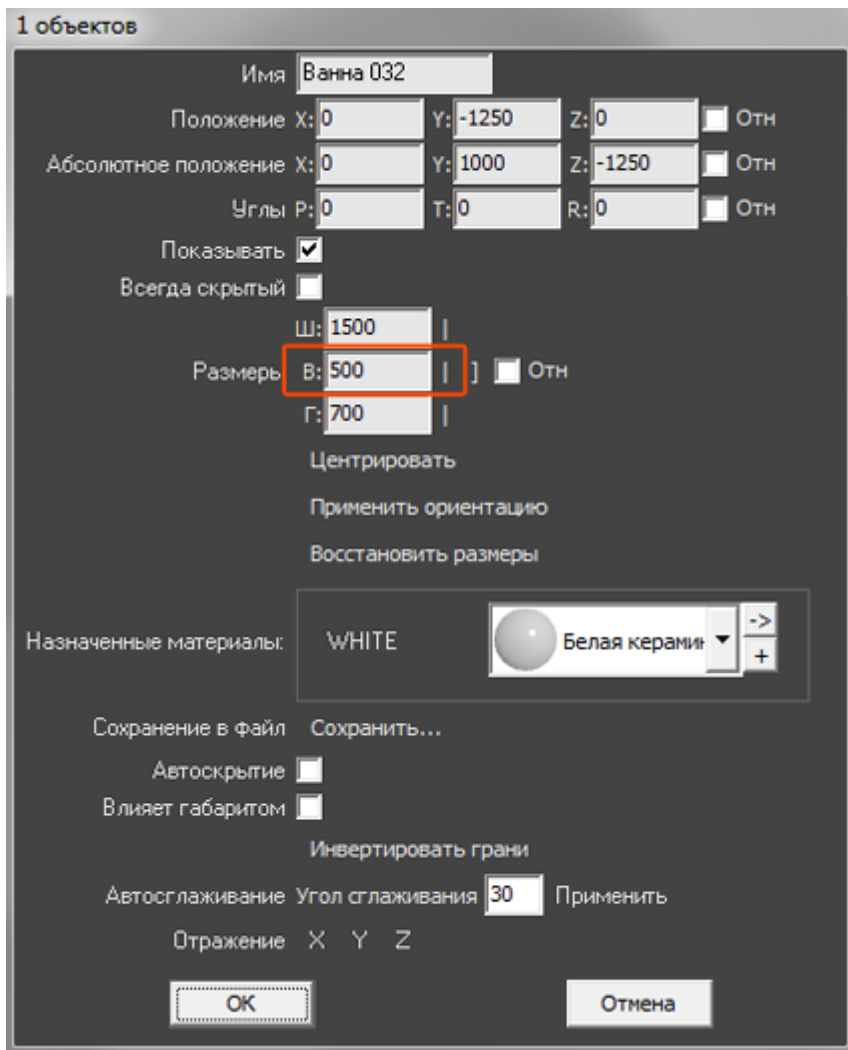 1 объектов
Имя Ванна 032
Положение X: 0 Y: -1250 Z: 0 Отн
Абсолютное положение X: 0 Y: 1000 Z: -1250 Отн
Углы P: 0 T: 0 R: 0 Отн
Показывать
Всегда скрытый
Ш: 1500 |
Размеры В: 500 | ] Отн
Г: 700 |
Центрировать
Применить ориентацию
Восстановить размеры
Назначенные материалы: WHITE Белая керамик -> +
Сохранение в файл Сохранить...
Автоскрытие
Влияет габаритом
Инвертировать грани
Автосглаживание Угол сглаживания 30 Применить
Отражение X Y Z
OK Отмена